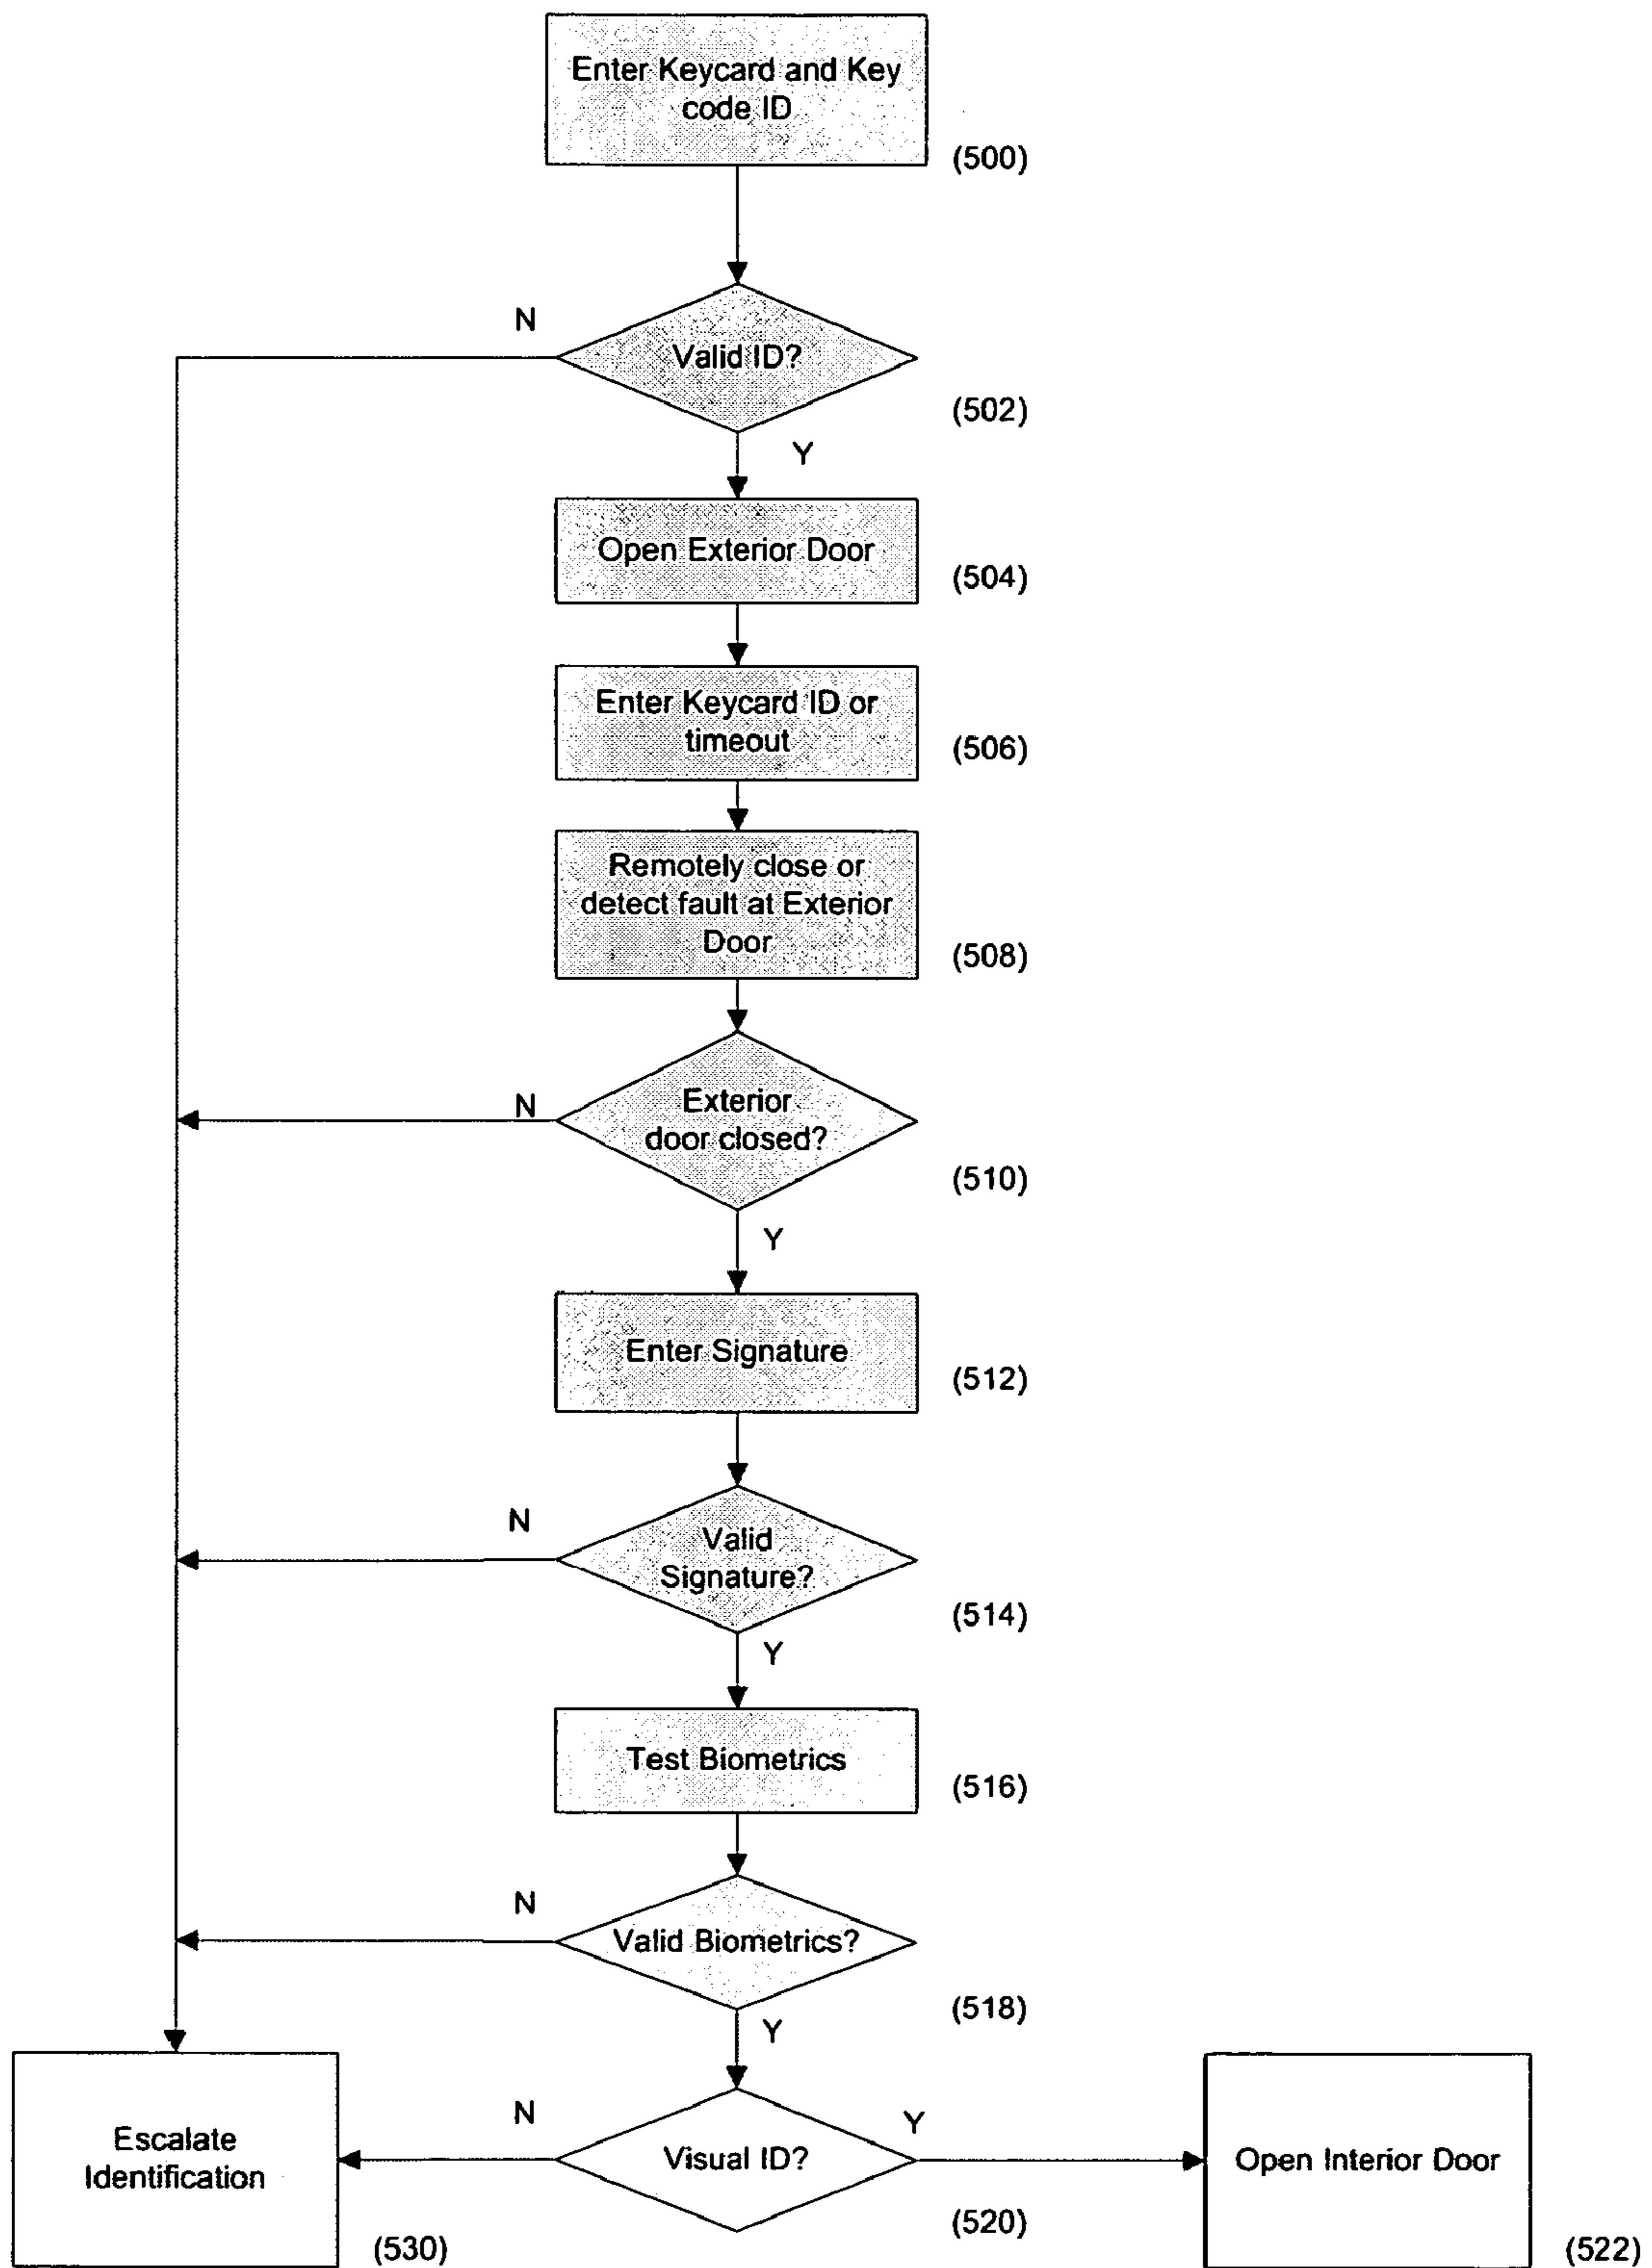 Enter Keycard and Key
code ID
(500)
N
Valid ID?
(502)
Y
Open Exterior Door
(504)
Enter Keycard ID or
timeout
(506)
Remotely close or
detect fault at Exterior
Door
(508)
N
Exterior
door closed?
(510)
Y
Enter Signature
(512)
N
Valid
Signature?
(514)
Y
Test Biometrics
(516)
N
Valid Biometrics?
(518)
Y
Escalate
Identification
(530)
N
Visual ID?
Y
(520)
Open Interior Door
(522)